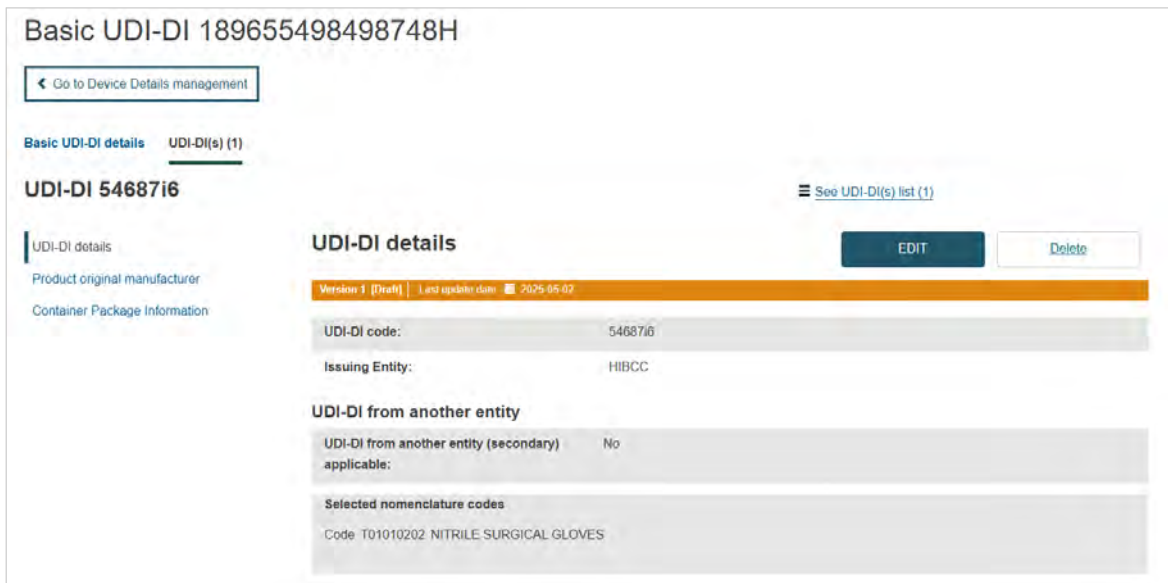 Basic UDI-DI 189655498498748H
Go to Device Details management
Basic UDI-DI details UDI-DI(s) (1)
UDI-DI 54687i6
See UDI-DI(s) list (1)
UDI-DI details
Product original manufacturer
Container Package Information
UDI-DI details
EDIT
Delete
Version 1 [Draft] Last update date 2025-05-02
UDI-DI code: 54687i6
Issuing Entity: HIBCC
UDI-DI from another entity
UDI-DI from another entity (secondary) No
applicable:
Selected nomenclature codes
Code T01010202 NITRILE SURGICAL GLOVES